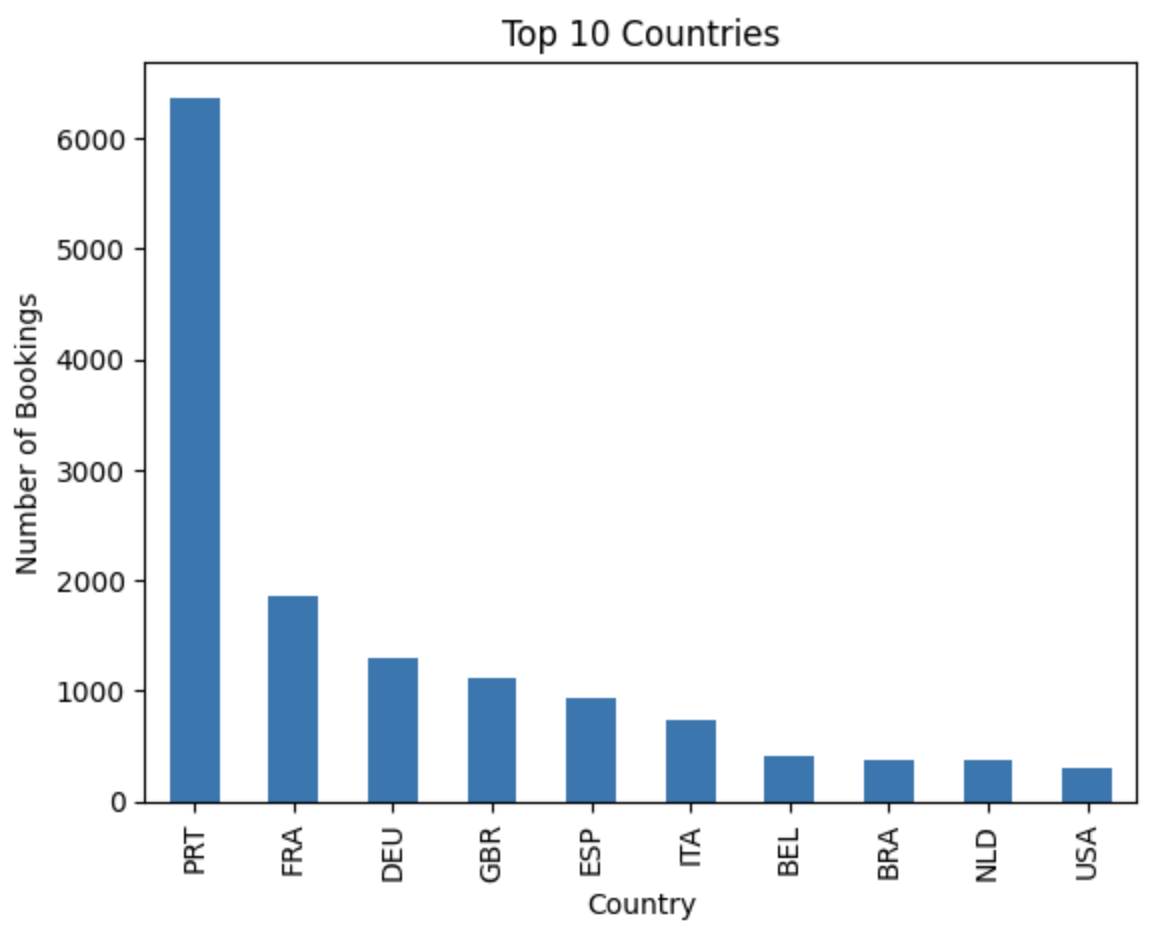 Top 10 Countries
Number of Bookings
6000
5000
4000
3000
2000
1000
0
PRT FRA DEU GBR ESP ITA BEL BRA NLD USA
Country